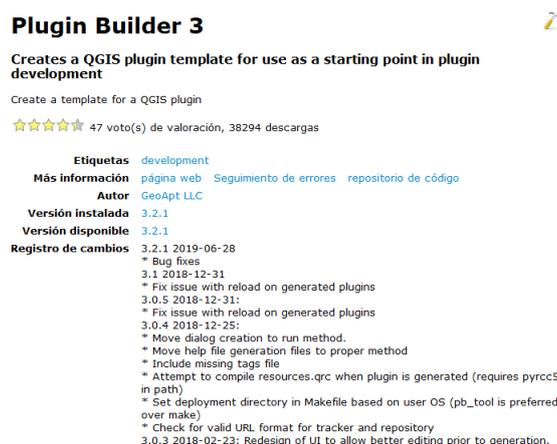 Plugin Builder 3
Creates a QGIS plugin template for use as a starting point in plugin
development
Create a template for a QGIS plugin
47 voto(s) de valoración, 38294 descargas
Etiquetas development
Más información página web Seguimiento de errores repositorio de código
Autor GeoApt LLC
Versión instalada 3.2.1
Versión disponible 3.2.1
Registro de cambios 3.2.1 2019-06-28
* Bug fixes
3.1 2018-12-31
* Fix issue with reload on generated plugins
3.0.5 2018-12-31:
* Fix issue with reload on generated plugins
3.0.4 2018-12-25:
* Move dialog creation to run method.
* Move help file generation files to proper method
* Include missing tags file
* Attempt to compile resources.qrc when plugin is generated (requires pyrcc5
in path)
* Set deployment directory in Makefile based on user OS (pb_tool is preferred
over make)
* Check for valid URL format for tracker and repository
3.0.3 2018-02-23: Redesign of UI to allow better editing prior to generation.